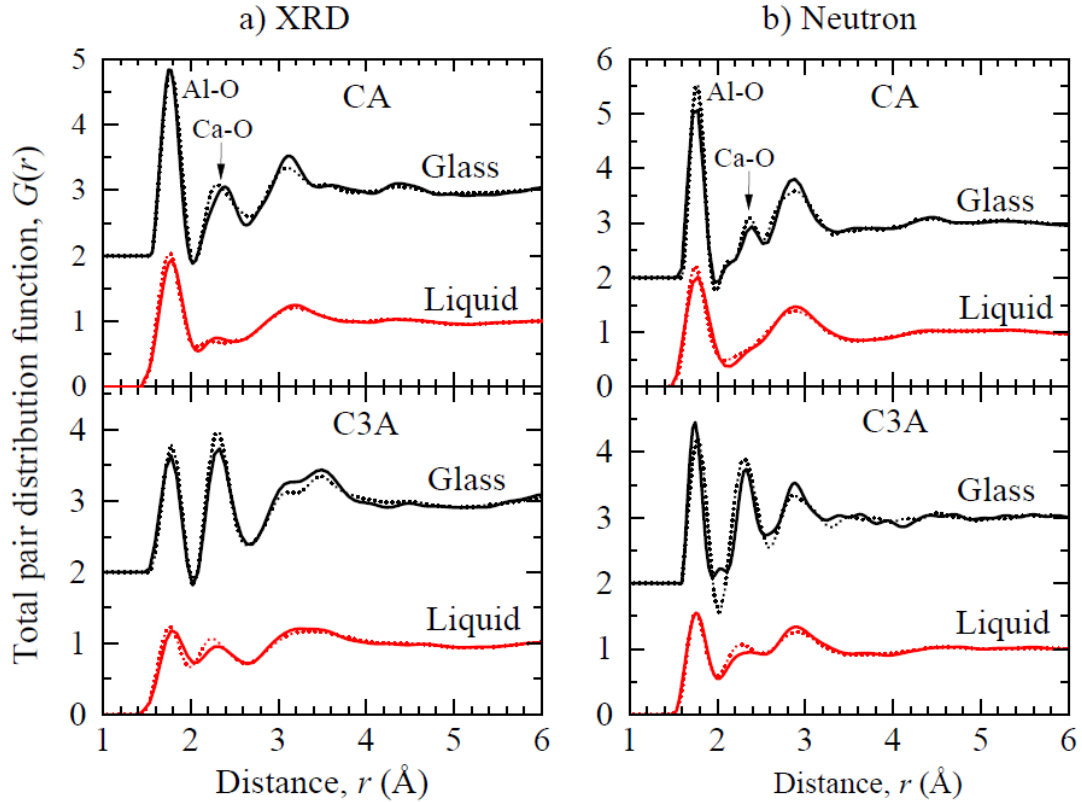 a) XRD
b) Neutron
Total pair distribution function, G(r)
5
4
3
2
1
0
Al-O
Ca-O
CA
Glass
Liquid
4
3
2
1
0
C3A
Glass
Liquid
1 2 3 4 5 6
Distance, r (Å)
6
5
4
3
2
1
0
Al-O
Ca-O
CA
Glass
Liquid
4
3
2
1
0
C3A
Glass
Liquid
1 2 3 4 5 6
Distance, r (Å)